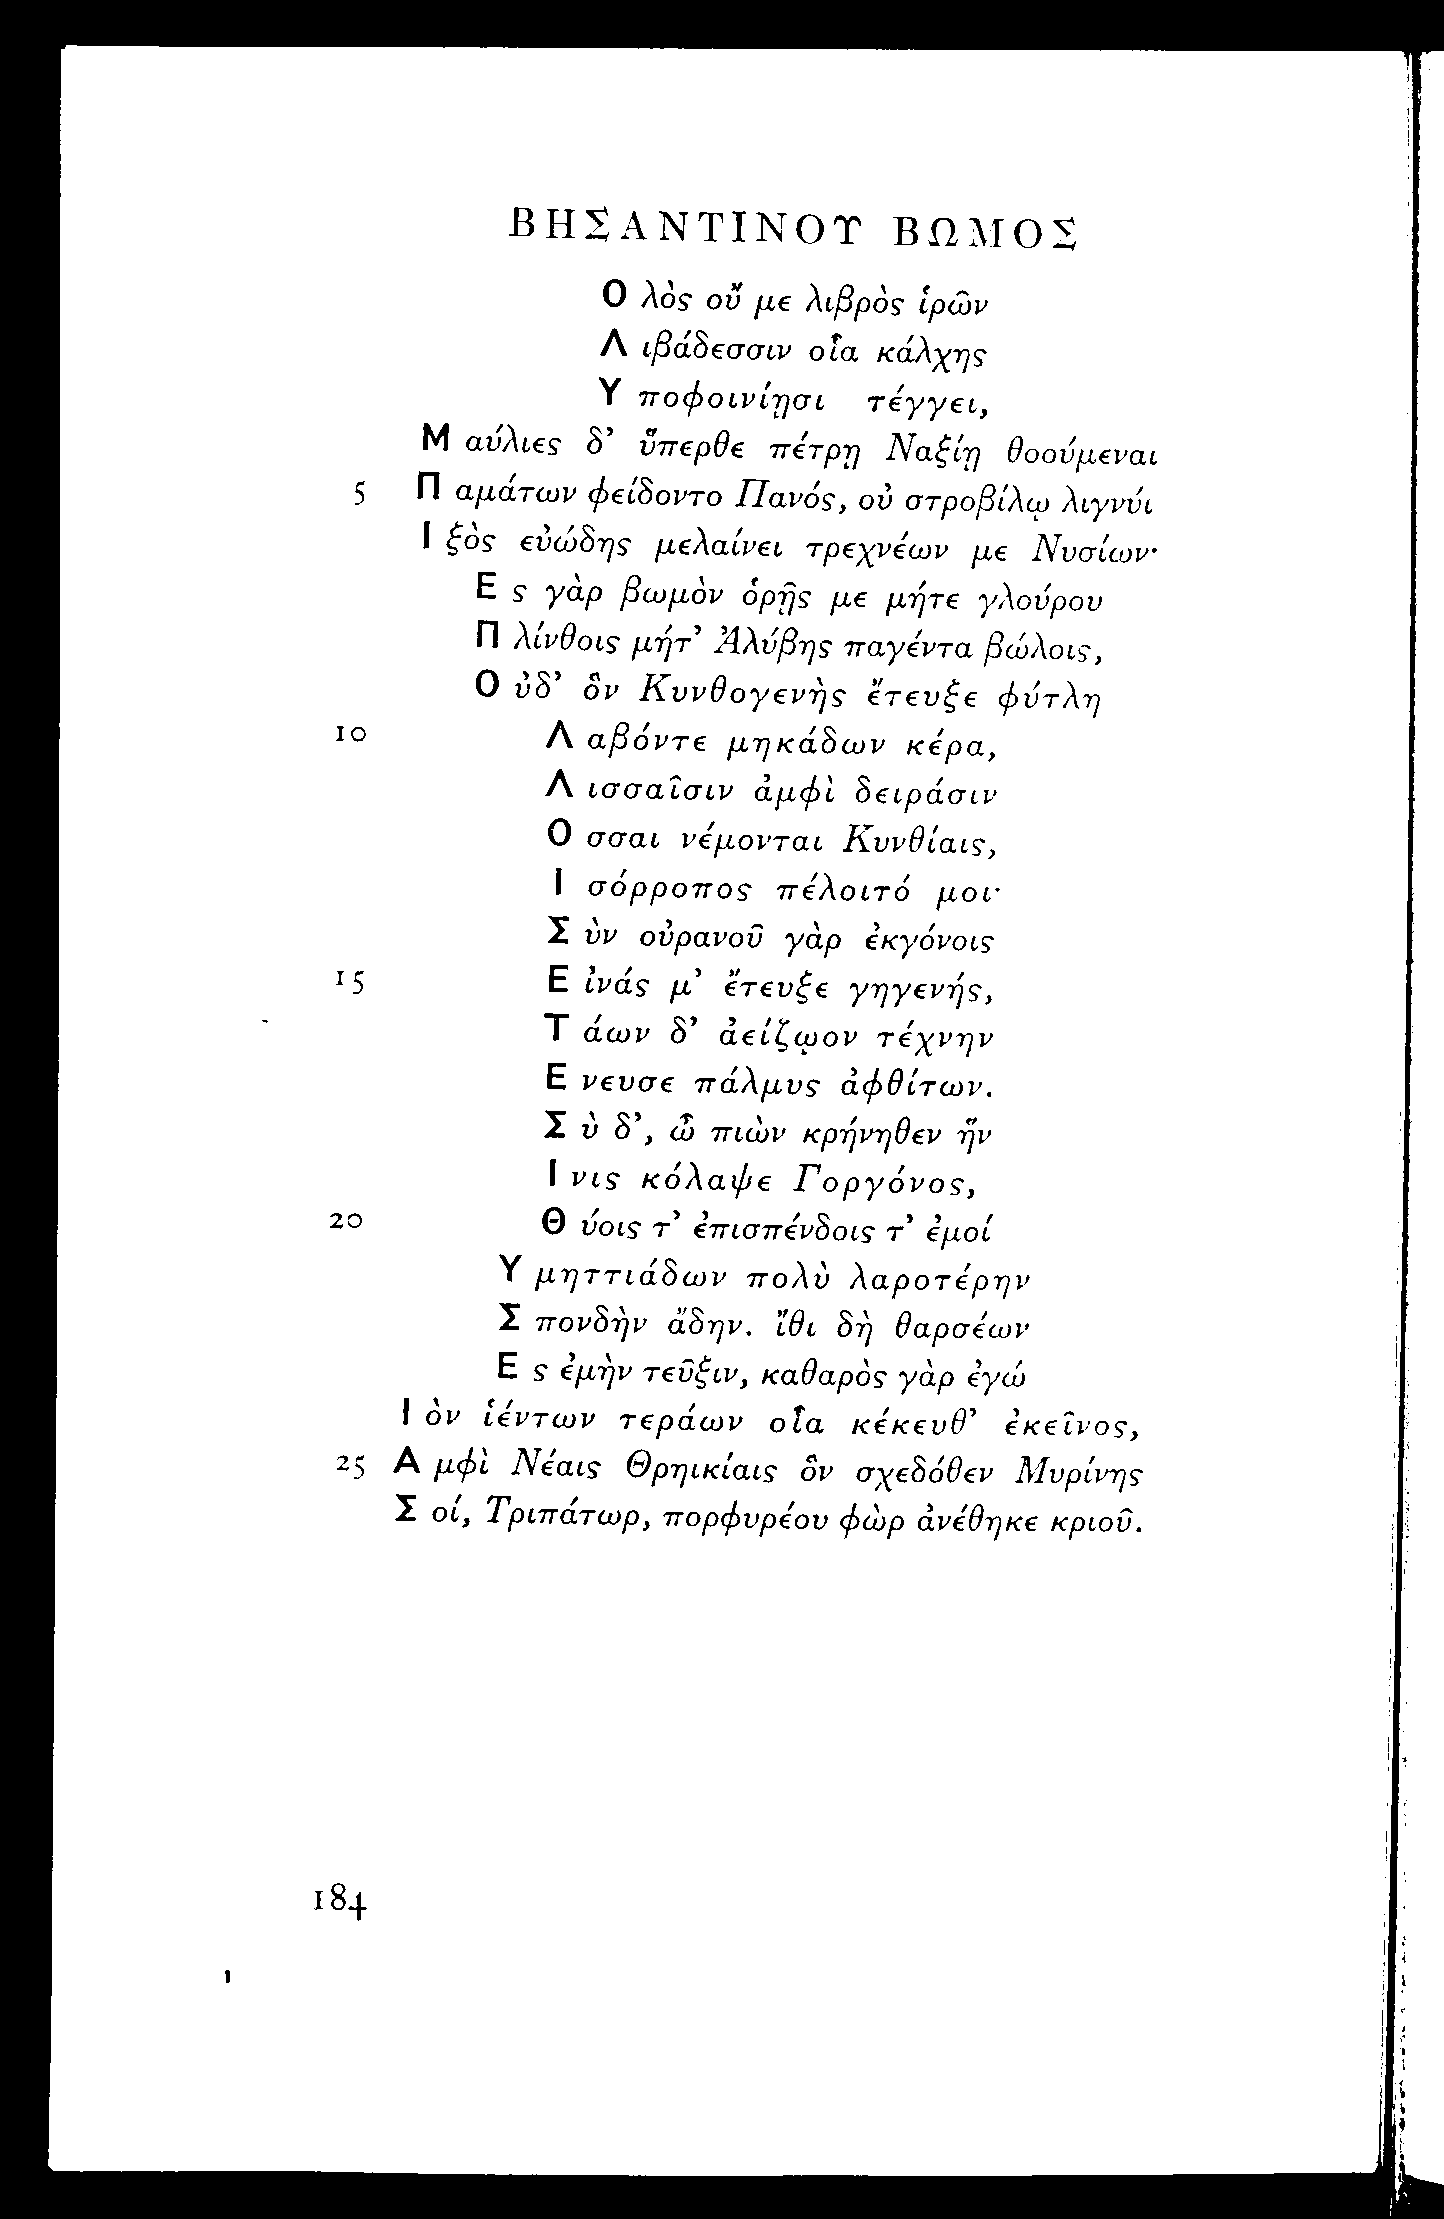 ΒΗΣΑΝΤΙΝΟΥ ΒΩΜΟΣ
Ο λὸς οὔ με λιβρὸς ἱρῶν
Λ ιβάδεσσιν οἷα κάλχης
Υ ποφοινίῃσι τέγγει,
Μ αύλιες δ’ ὕπερθε πέτρῃ Ναξίῃ θοούμεναι
5 Π αμάτων φείδοντο Πανός, οὐ στροβίλῳ λιγνύι
Ι ξὸς εὐώδης μελαίνει τρεχνέων με Νυσίων·
Ε ς γὰρ βωμὸν ὁρῇς με μήτε γλούρου
Π λίνθοις μήτ’ Ἀλύβης παγέντα βώλοις,
Ο ὐδ’ ὃν Κυνθογενὴς ἔτευξε φύτλη
10 Λ αβόντε μηκάδων κέρα,
Λ ισσαῖσιν ἀμφὶ δειράσιν
Ο σσαι νέμονται Κυνθίαις,
Ι σόρροπος πέλοιτό μοι·
Σ ὺν οὐρανοῦ γὰρ ἐκγόνοις
15 Ε ἰνάς μ’ ἔτευξε γηγενής,
Τ άων δ’ ἀείζῳον τέχνην
Ε νευσε πάλμυς ἀφθίτων.
Σ ὺ δ’, ὦ πιὼν κρήνηθεν ἣν
Ι νις κόλαψε Γοργόνος,
20 Θ ύοις τ’ ἐπισπένδοις τ’ ἐμοί
Υ μηττιάδων πολὺ λαροτέρην
Σ πονδὴν ἄδην. ἴθι δὴ θαρσέων
Ε ς ἐμὴν τεῦξιν, καθαρὸς γὰρ ἐγώ
Ι ὸν ἱέντων τεράων οἷα κέκευθ’ ἐκεῖνος,
25 Α μφὶ Νέαις Θρηικίαις ὃν σχεδόθεν Μυρίνης
Σ οί, Τριπάτωρ, πορφυρέου φὼρ ἀνέθηκε κριοῦ.
184